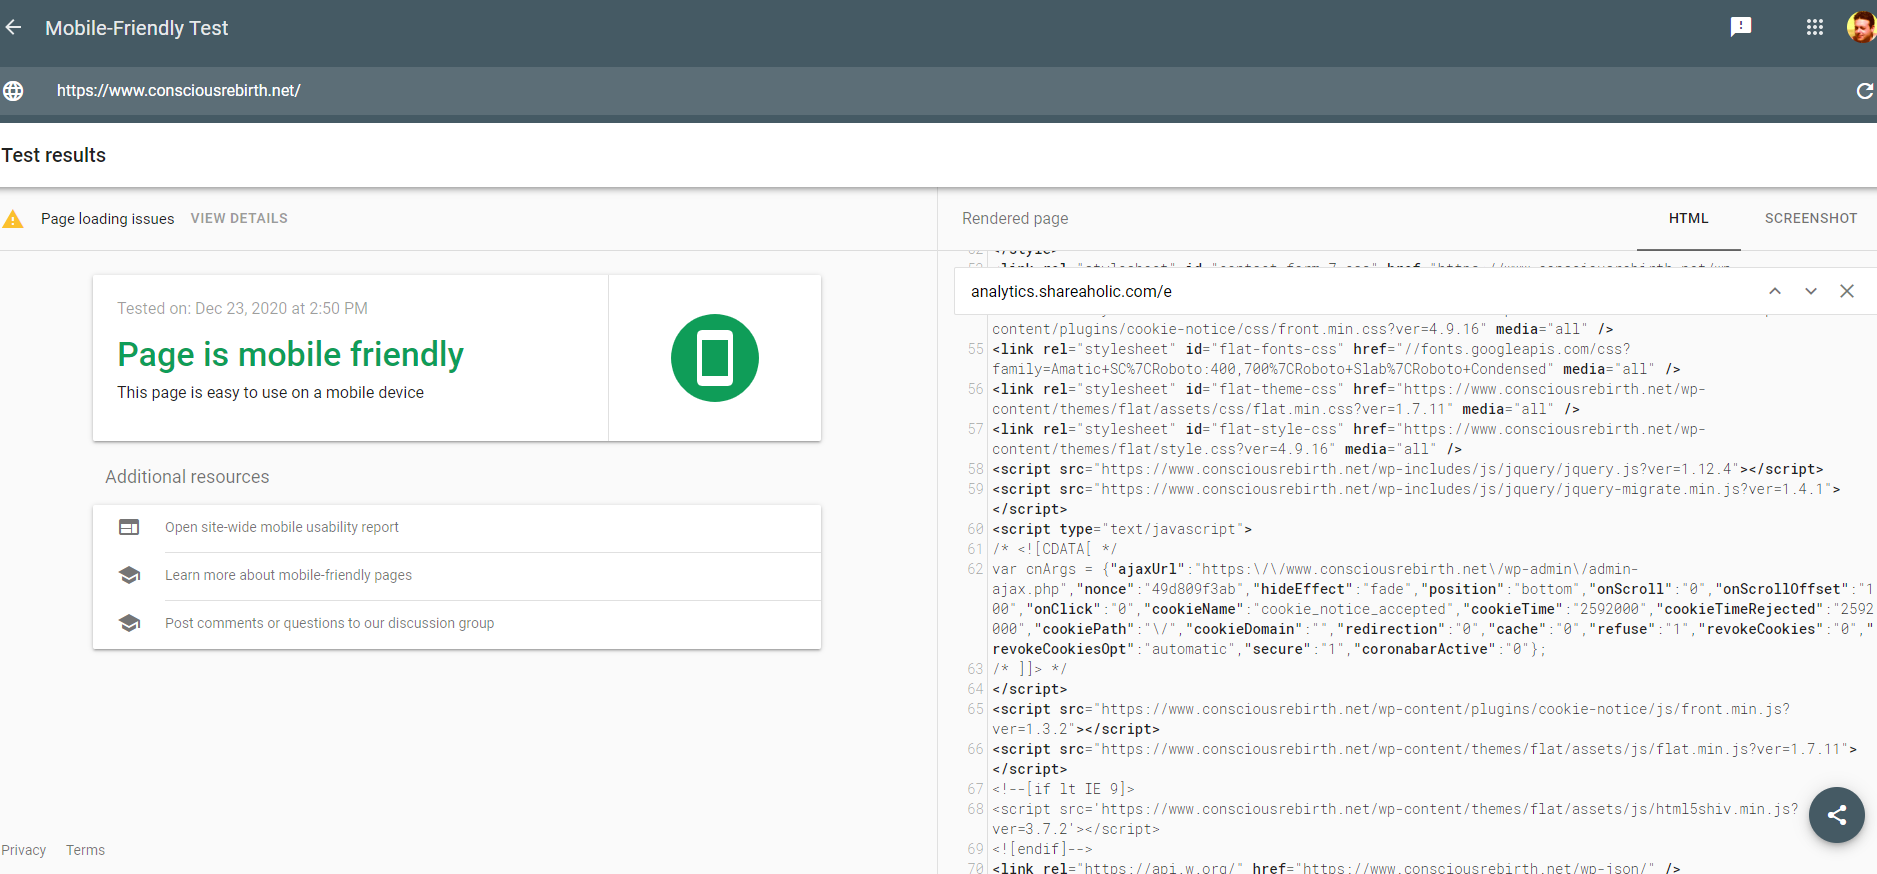 Mobile-Friendly Test
https://www.consciousrebirth.net/
Test results
Page loading issues VIEW DETAILS
Tested on: Dec 23, 2020 at 2:50 PM
Page is mobile friendly
This page is easy to use on a mobile device
Additional resources
Open site-wide mobile usability report
Learn more about mobile-friendly pages
Post comments or questions to our discussion group
Privacy Terms
Rendered page HTML SCREENSHOT
52 </style>
analytics.shareaholic.com/e
content/plugins/cookie-notice/css/front.min.css?ver=4.9.16" media="all" />
55 <link rel="stylesheet" id="flat-fonts-css" href="//fonts.googleapis.com/css?
family=Amatic+SC%7CRoboto:400,700%7CRoboto+Slab%7CRoboto+Condensed" media="all" />
56 <link rel="stylesheet" id="flat-theme-css" href="https://www.consciousrebirth.net/wp-
content/themes/flat/assets/css/flat.min.css?ver=1.7.11" media="all" />
57 <link rel="stylesheet" id="flat-style-css" href="https://www.consciousrebirth.net/wp-
content/themes/flat/style.css?ver=4.9.16" media="all" />
58 <script src="https://www.consciousrebirth.net/wp-includes/js/jquery/jquery.js?ver=1.12.4"></script>
59 <script src="https://www.consciousrebirth.net/wp-includes/js/jquery/jquery-migrate.min.js?ver=1.4.1">
</script>
60 <script type="text/javascript">
61 /* <![CDATA[ */
62 var cnArgs = {"ajaxUrl":"https:\/\/www.consciousrebirth.net\/wp-admin\/admin-
ajax.php","nonce":"49d809f3ab","hideEffect":"fade","position":"bottom","onScroll":"0","onScrollOffset":"1
00","onClick":"0","cookieName":"cookie_notice_accepted","cookieTime":"2592000","cookieTimeRejected":"2592
000","cookiePath":"\/","cookieDomain":"","redirection":"0","cache":"0","refuse":"1","revokeCookies":"0","
revokeCookiesOpt":"automatic","secure":"1","coronabarActive":"0"};
63 /* ]]> */
64 </script>
65 <script src="https://www.consciousrebirth.net/wp-content/plugins/cookie-notice/js/front.min.js?
ver=1.3.2"></script>
66 <script src="https://www.consciousrebirth.net/wp-content/themes/flat/assets/js/flat.min.js?ver=1.7.11">
</script>
67 <!--[if lt IE 9]>
68 <script src='https://www.consciousrebirth.net/wp-content/themes/flat/assets/js/html5shiv.min.js?
ver=3.7.2'></script>
69 <![endif]-->
70 <link rel="https://api.w.org/" href="https://www.consciousrebirth.net/wp-json/" />